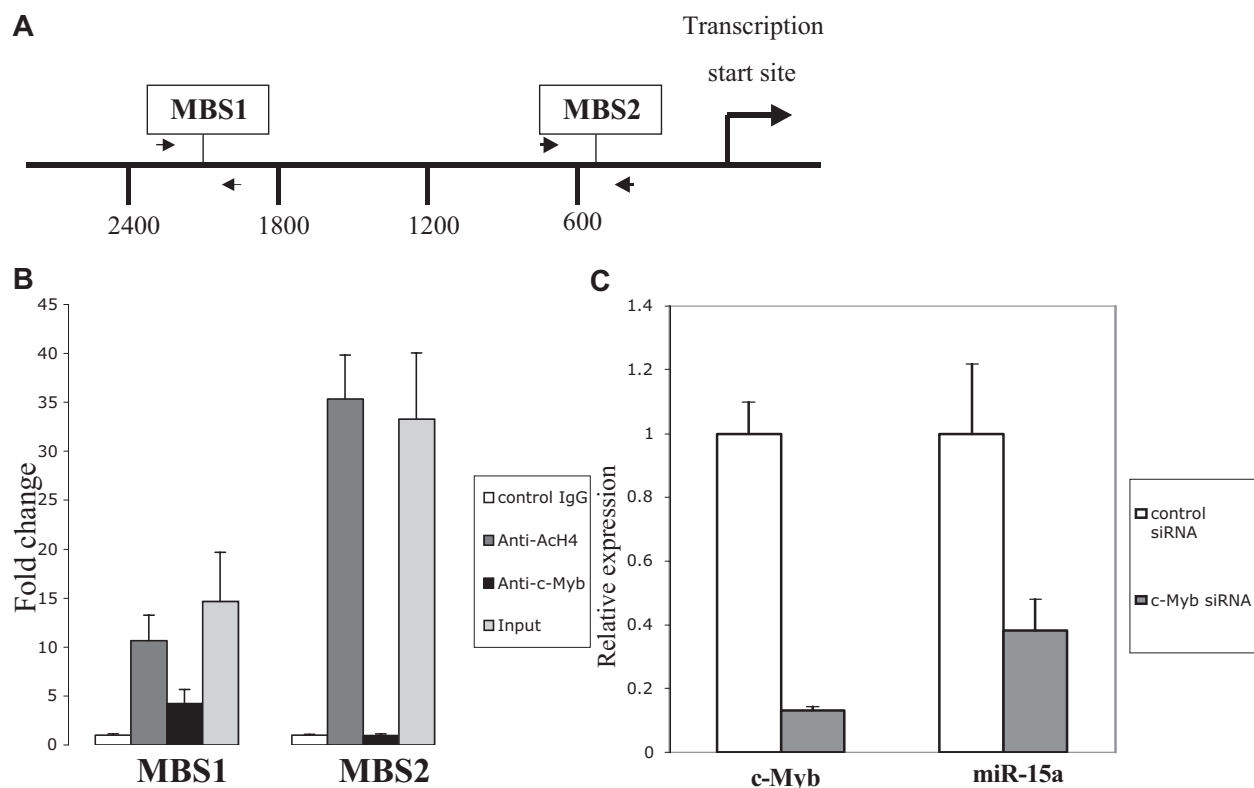 A
Transcription
start site
MBS1
MBS2
2400
1800
1200
600
B
45
40
35
30
25
20
15
10
5
0
Fold change
control IgG
Anti-AcH4
Anti-c-Myb
Input
MBS1
MBS2
C
1.4
1.2
1
0.8
0.6
0.4
0.2
0
Relative expression
control
siRNA
c-Myb siRNA
c-Myb
miR-15a